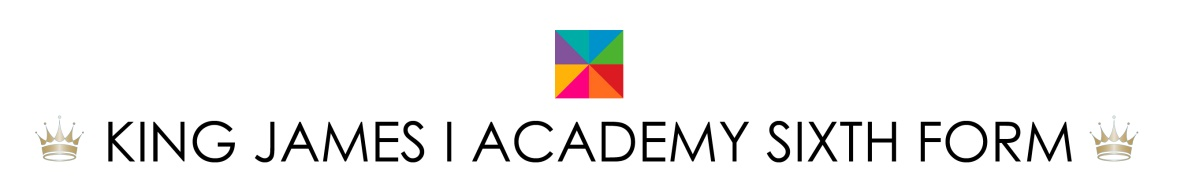 KING JAMES I ACADEMY SIXTH FORM